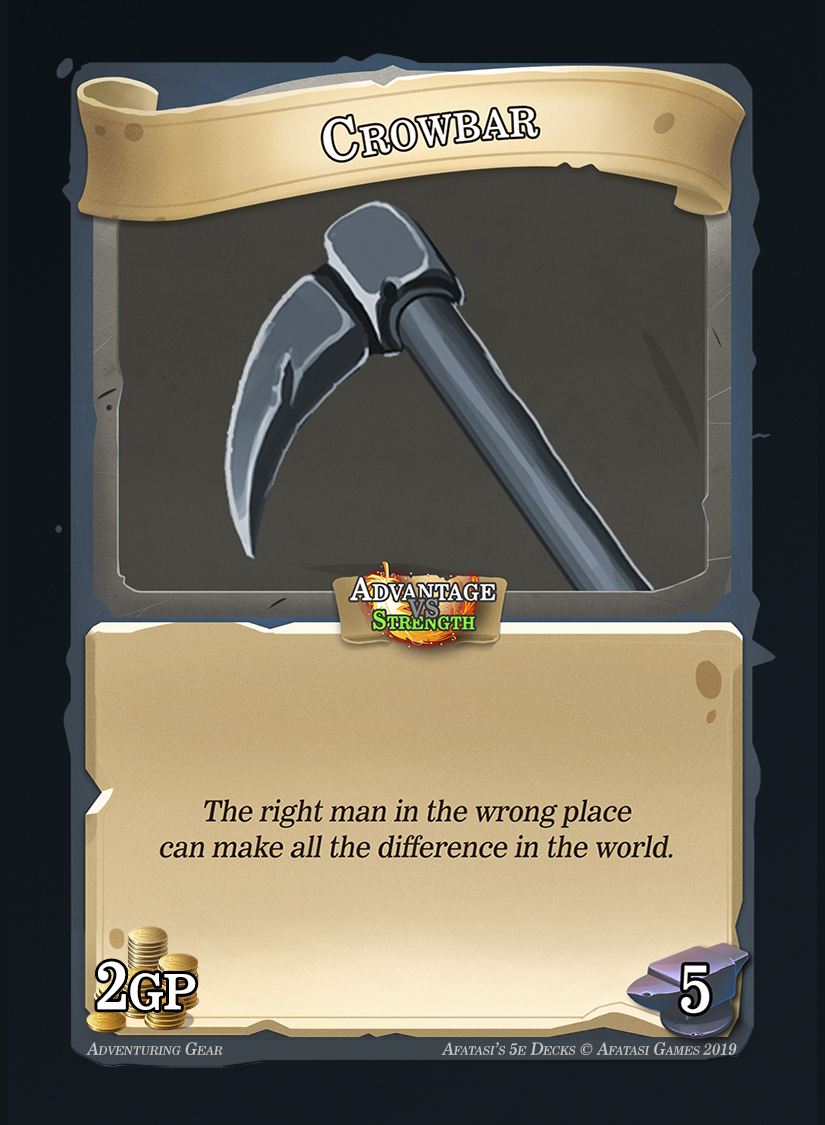 Crowbar
Advantage
vs
Strength
The right man in the wrong place
can make all the difference in the world.
2GP
5
Adventuring Gear
Afatasi's 5e Decks © Afatasi Games 2019